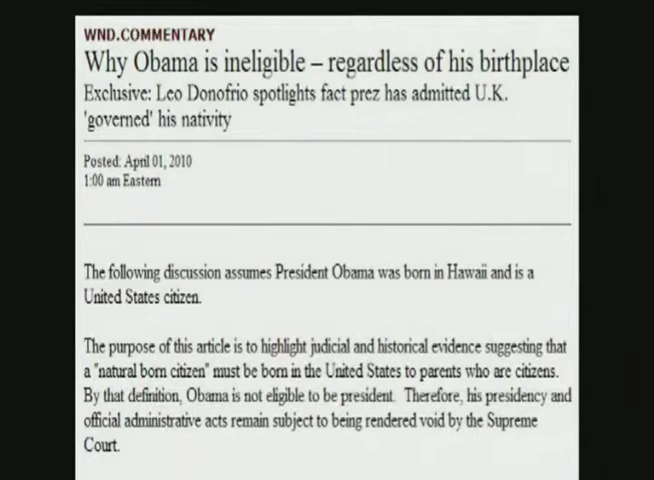 WND.COMMENTARY
Why Obama is ineligible – regardless of his birthplace
Exclusive: Leo Donofrio spotlights fact prez has admitted U.K.
'governed' his nativity
Posted: April 01, 2010
1:00 am Eastern
The following discussion assumes President Obama was born in Hawaii and is a
United States citizen.
The purpose of this article is to highlight judicial and historical evidence suggesting that
a "natural born citizen" must be born in the United States to parents who are citizens.
By that definition, Obama is not eligible to be president. Therefore, his presidency and
official administrative acts remain subject to being rendered void by the Supreme
Court.